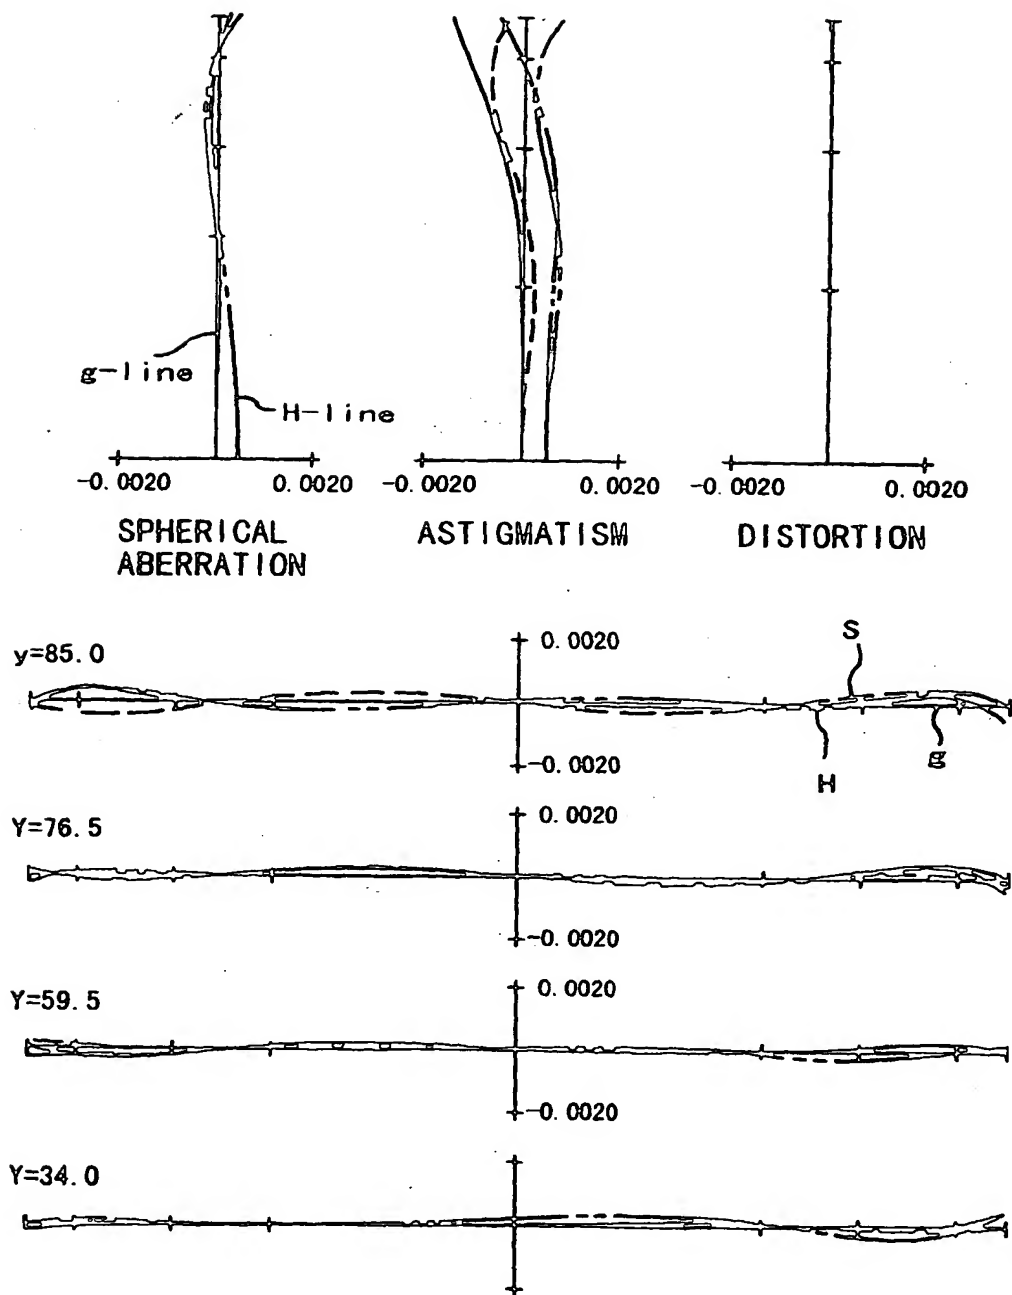 g-line
H-line
-0.0020 0.0020 -0.0020 0.0020 -0.0020 0.0020
SPHERICAL ABERRATION
ASTIGMATISM
DISTORTION
y=85.0
0.0020
S
H
g
-0.0020
Y=76.5
0.0020
-0.0020
Y=59.5
0.0020
-0.0020
Y=34.0